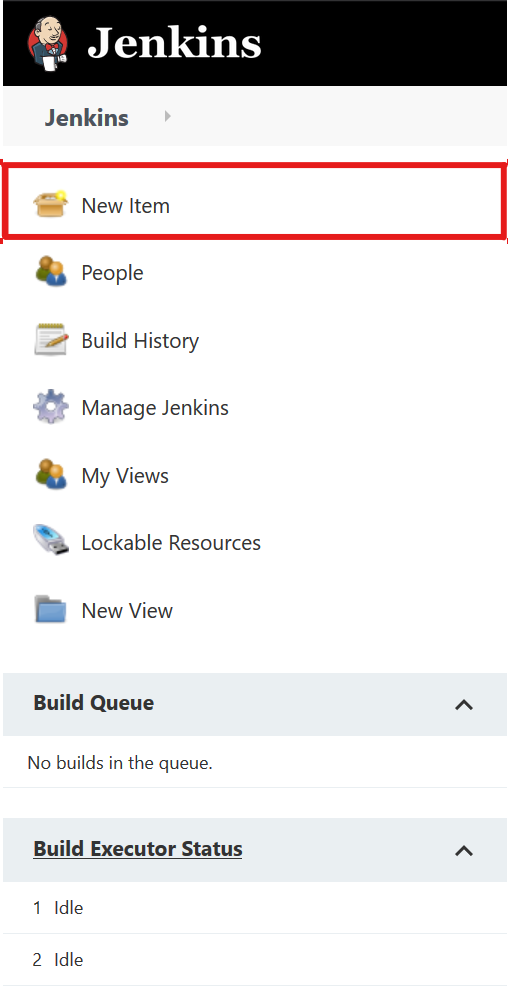 Jenkins
Jenkins
New Item
People
Build History
Manage Jenkins
My Views
Lockable Resources
New View
Build Queue
No builds in the queue.
Build Executor Status
1 Idle
2 Idle